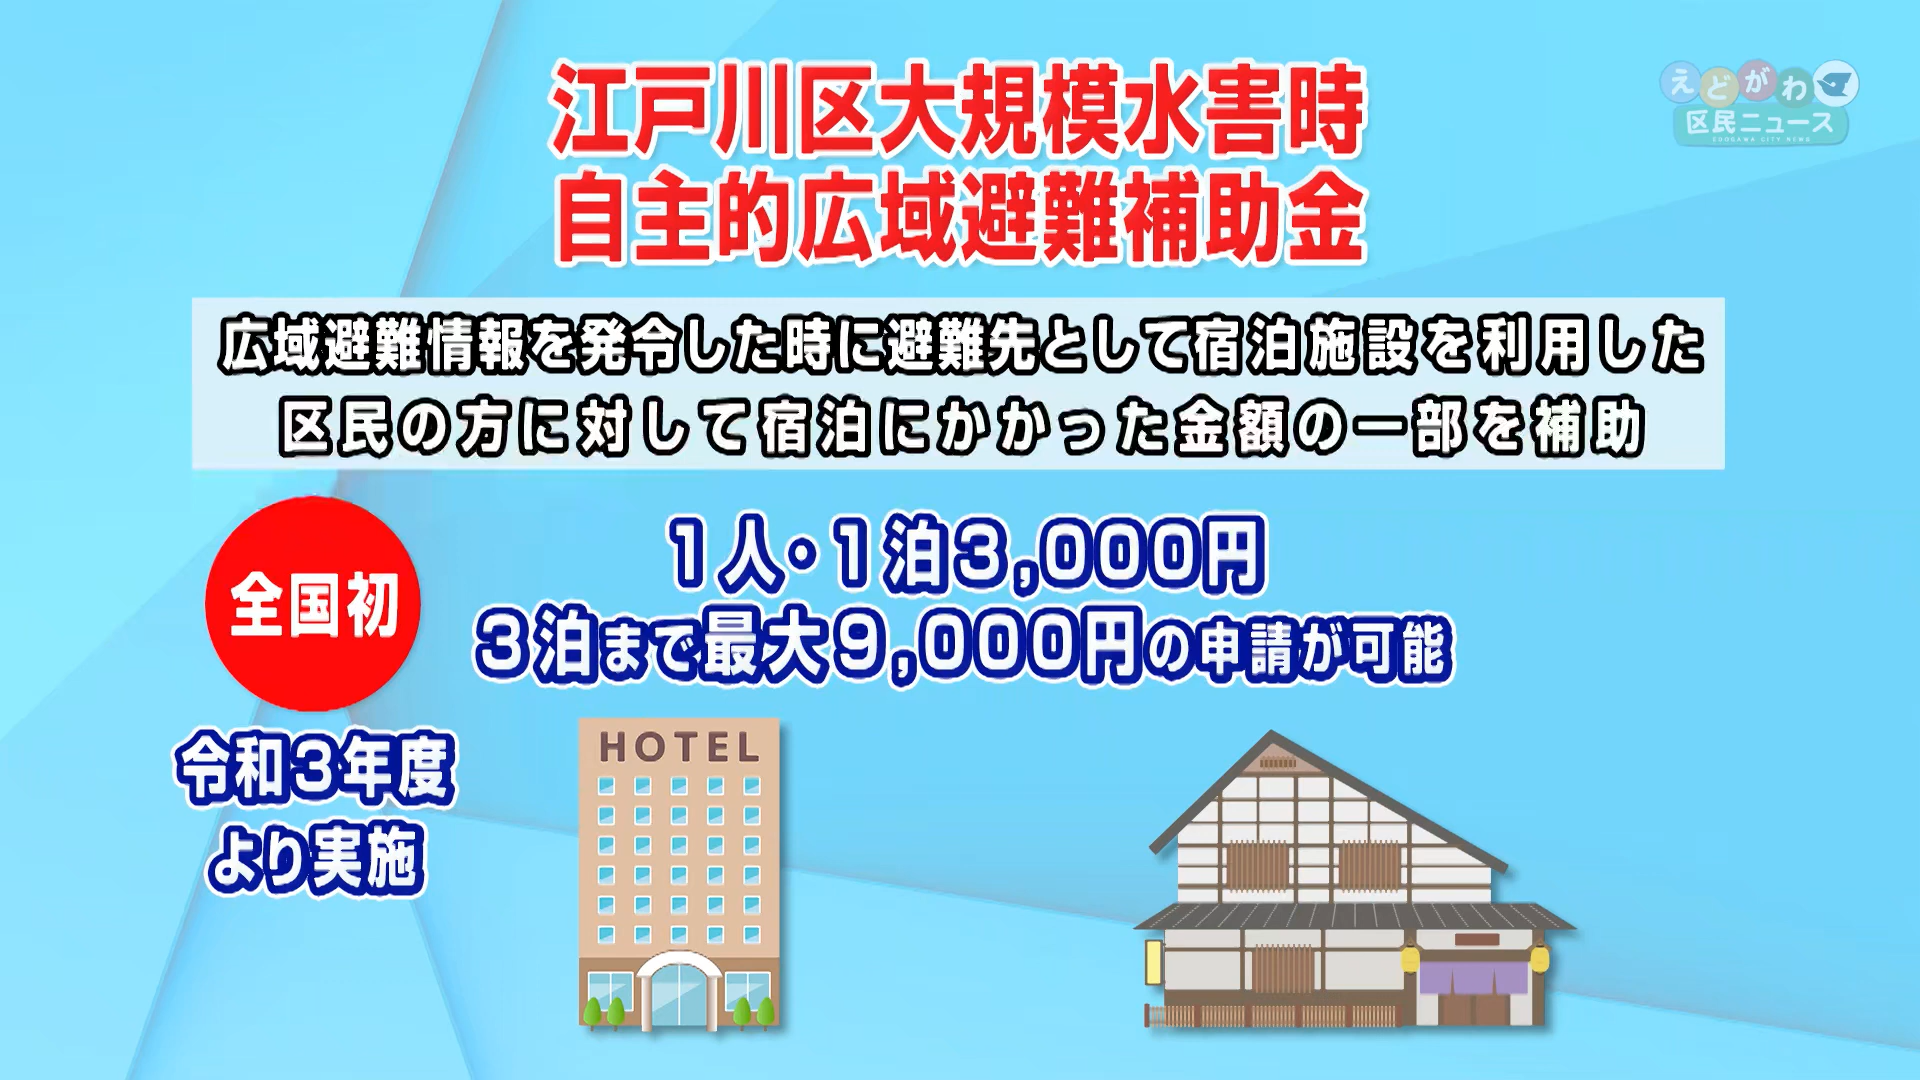 江戸川区大規模水害時
自主的広域避難補助金
えどがわ
区民ニュース
EDOGAWA CITY NEWS
広域避難情報を発令した時に避難先として宿泊施設を利用した
区民の方に対して宿泊にかかった金額の一部を補助
全国初
1人・1泊3,000円
3泊まで最大9,000円の申請が可能
令和3年度
より実施
HOTEL